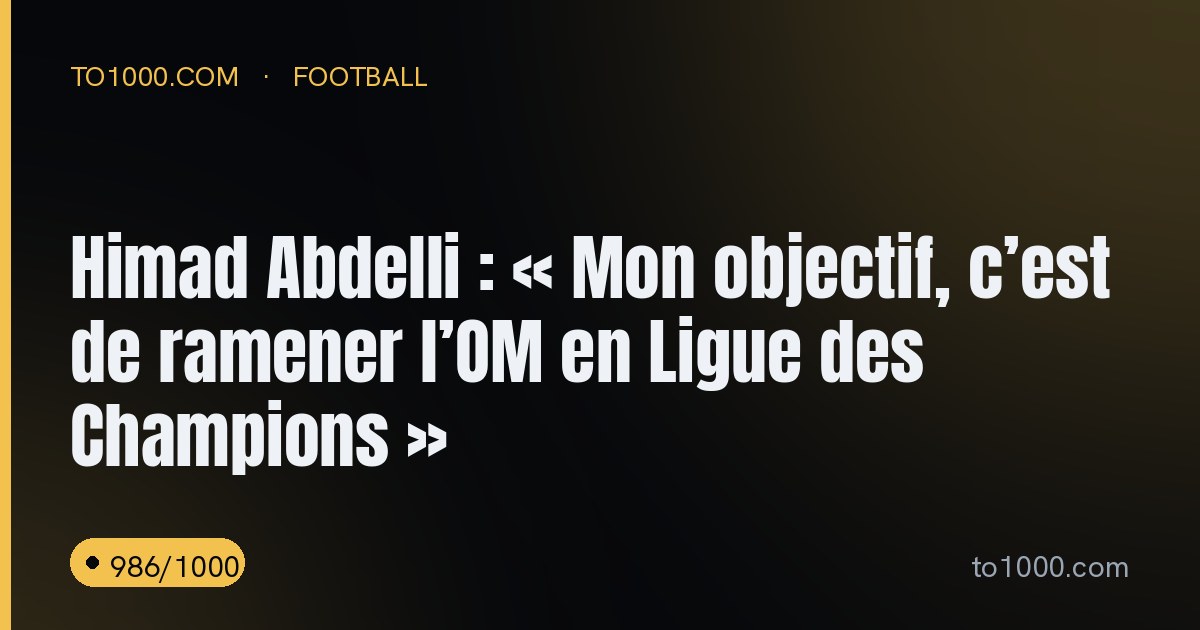 TO1000.COM · FOOTBALL
Himad Abdelli : « Mon objectif, c’est
de ramener l’OM en Ligue des
Champions »
986/1000
to1000.com